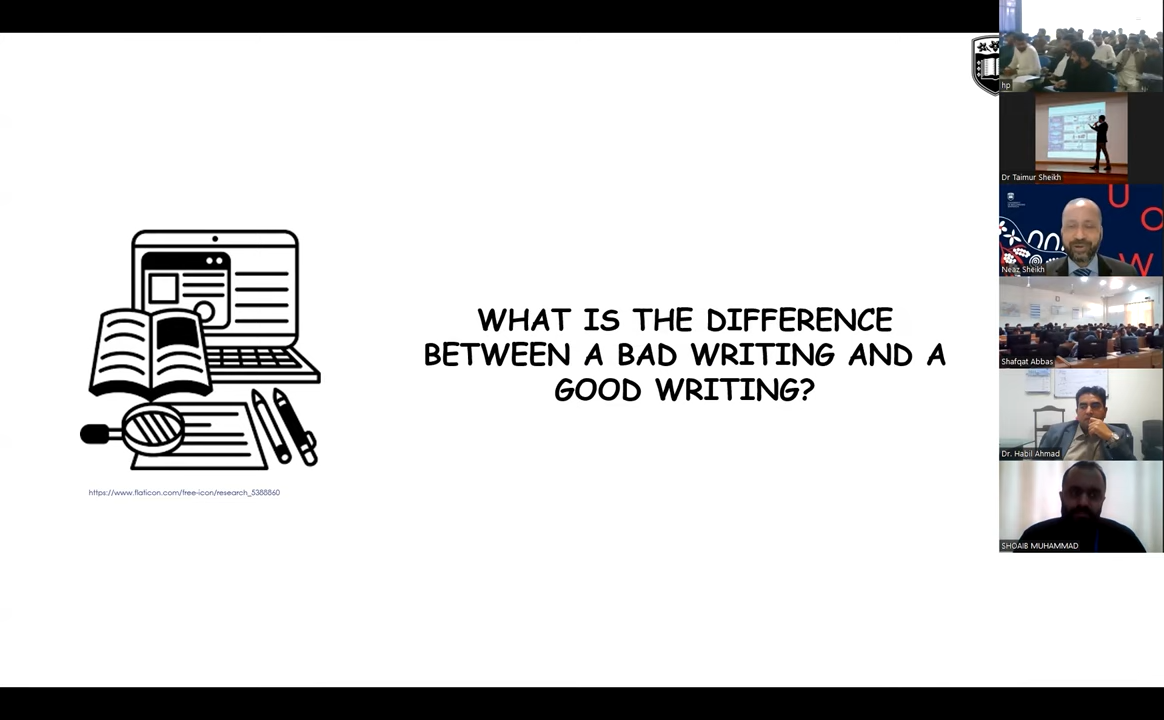 WHAT IS THE DIFFERENCE
BETWEEN A BAD WRITING AND A
GOOD WRITING?
https://www.flaticon.com/free-icon/research_5388860
hp
Dr Taimur Sheikh
U
O
W
Neaz Sheikh
Shafqat Abbas
Dr. Habil Ahmad
SHOAIB MUHAMMAD